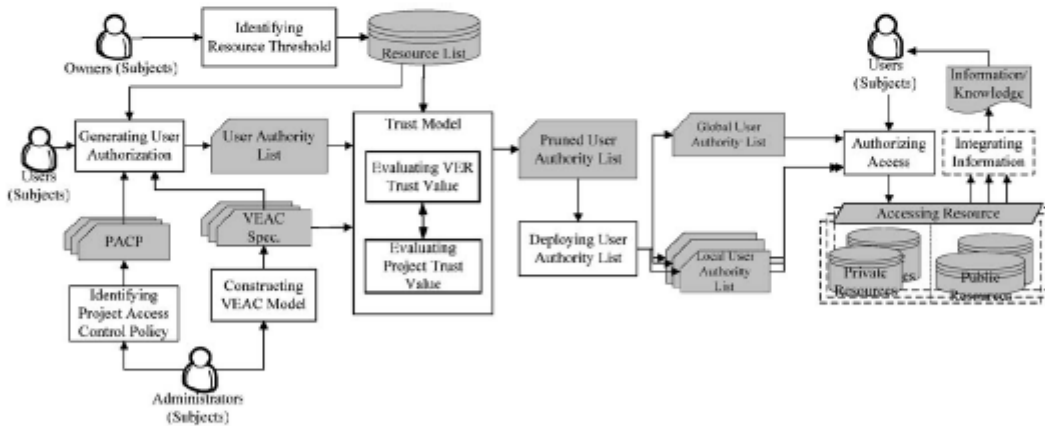 Owners (Subjects)
Identifying
Resource Threshold
Resource List
Users
(Subjects)
Information/
Knowledge
Generating User
Authorization
User Authority
List
Trust Model
Evaluating VER
Trust Value
Evaluating Project Trust
Value
Pruned User
Authority List
Global User
Authority List
Authorizing
Access
Integrating
Information
Users
(Subjects)
PACP
VEAC
Spec.
Deploying User
Authority List
Local User
Authority
List
Accessing Resource
Private
Resources
Public
Resources
Identifying
Project Access
Control Policy
Constructing
VEAC Model
Administrators
(Subjects)